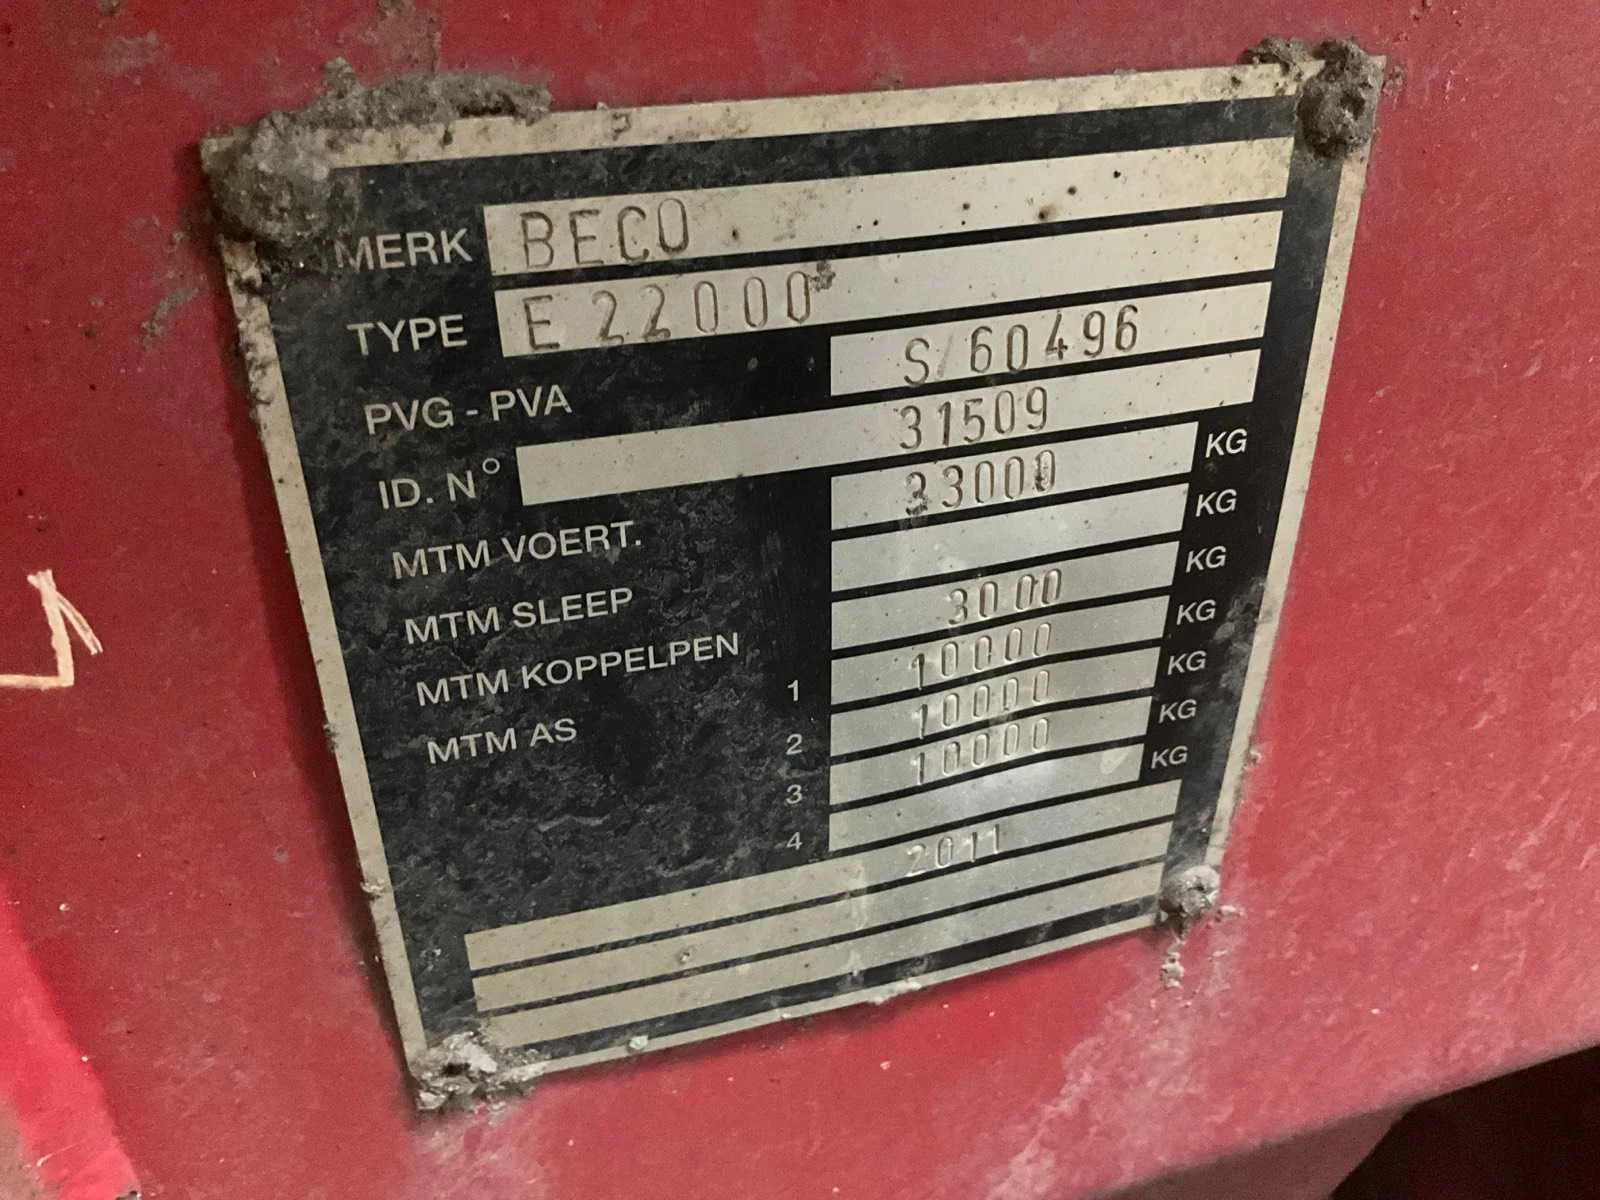 MERK BECO
TYPE E 22000
PVG - PVA S/60496
ID. N° 31509
MTM VOERT. 33000 KG
MTM SLEEP KG
MTM KOPPELPEN 3000 KG
MTM AS 1 10000 KG
2 10000 KG
3 10000 KG
4 KG
2011